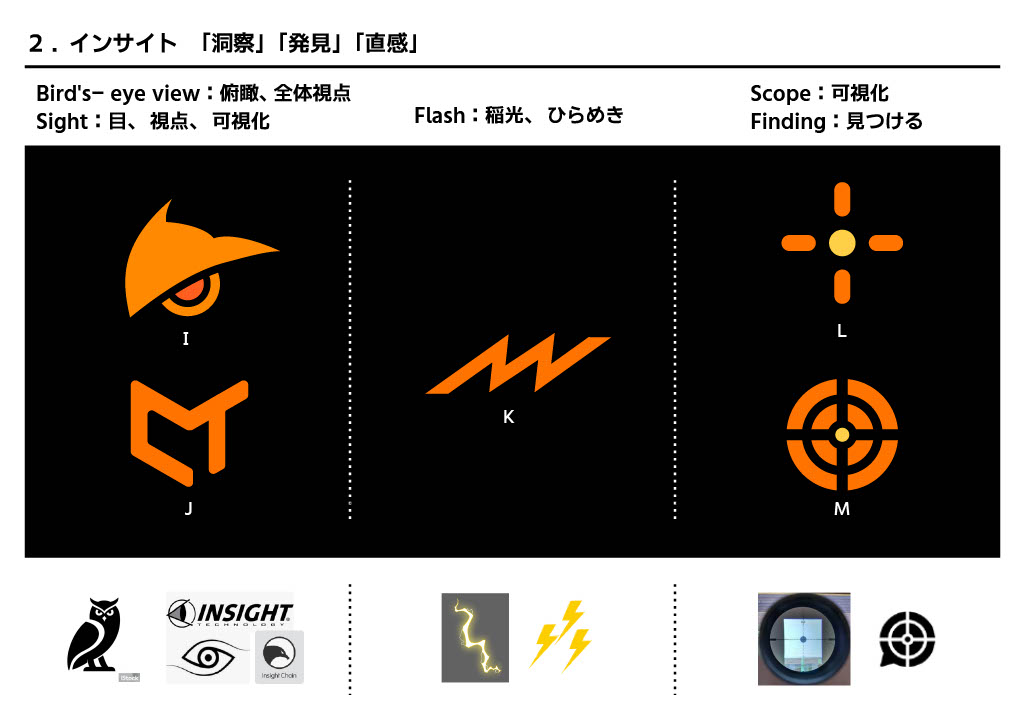 2．インサイト 「洞察」「発見」「直感」
Bird's− eye view：俯瞰、全体視点
Sight：目、視点、可視化
Flash：稲光、ひらめき
Scope：可視化
Finding：見つける
I
J
K
L
M
INSIGHT
TECHNOLOGY
Insight Chain
iStock